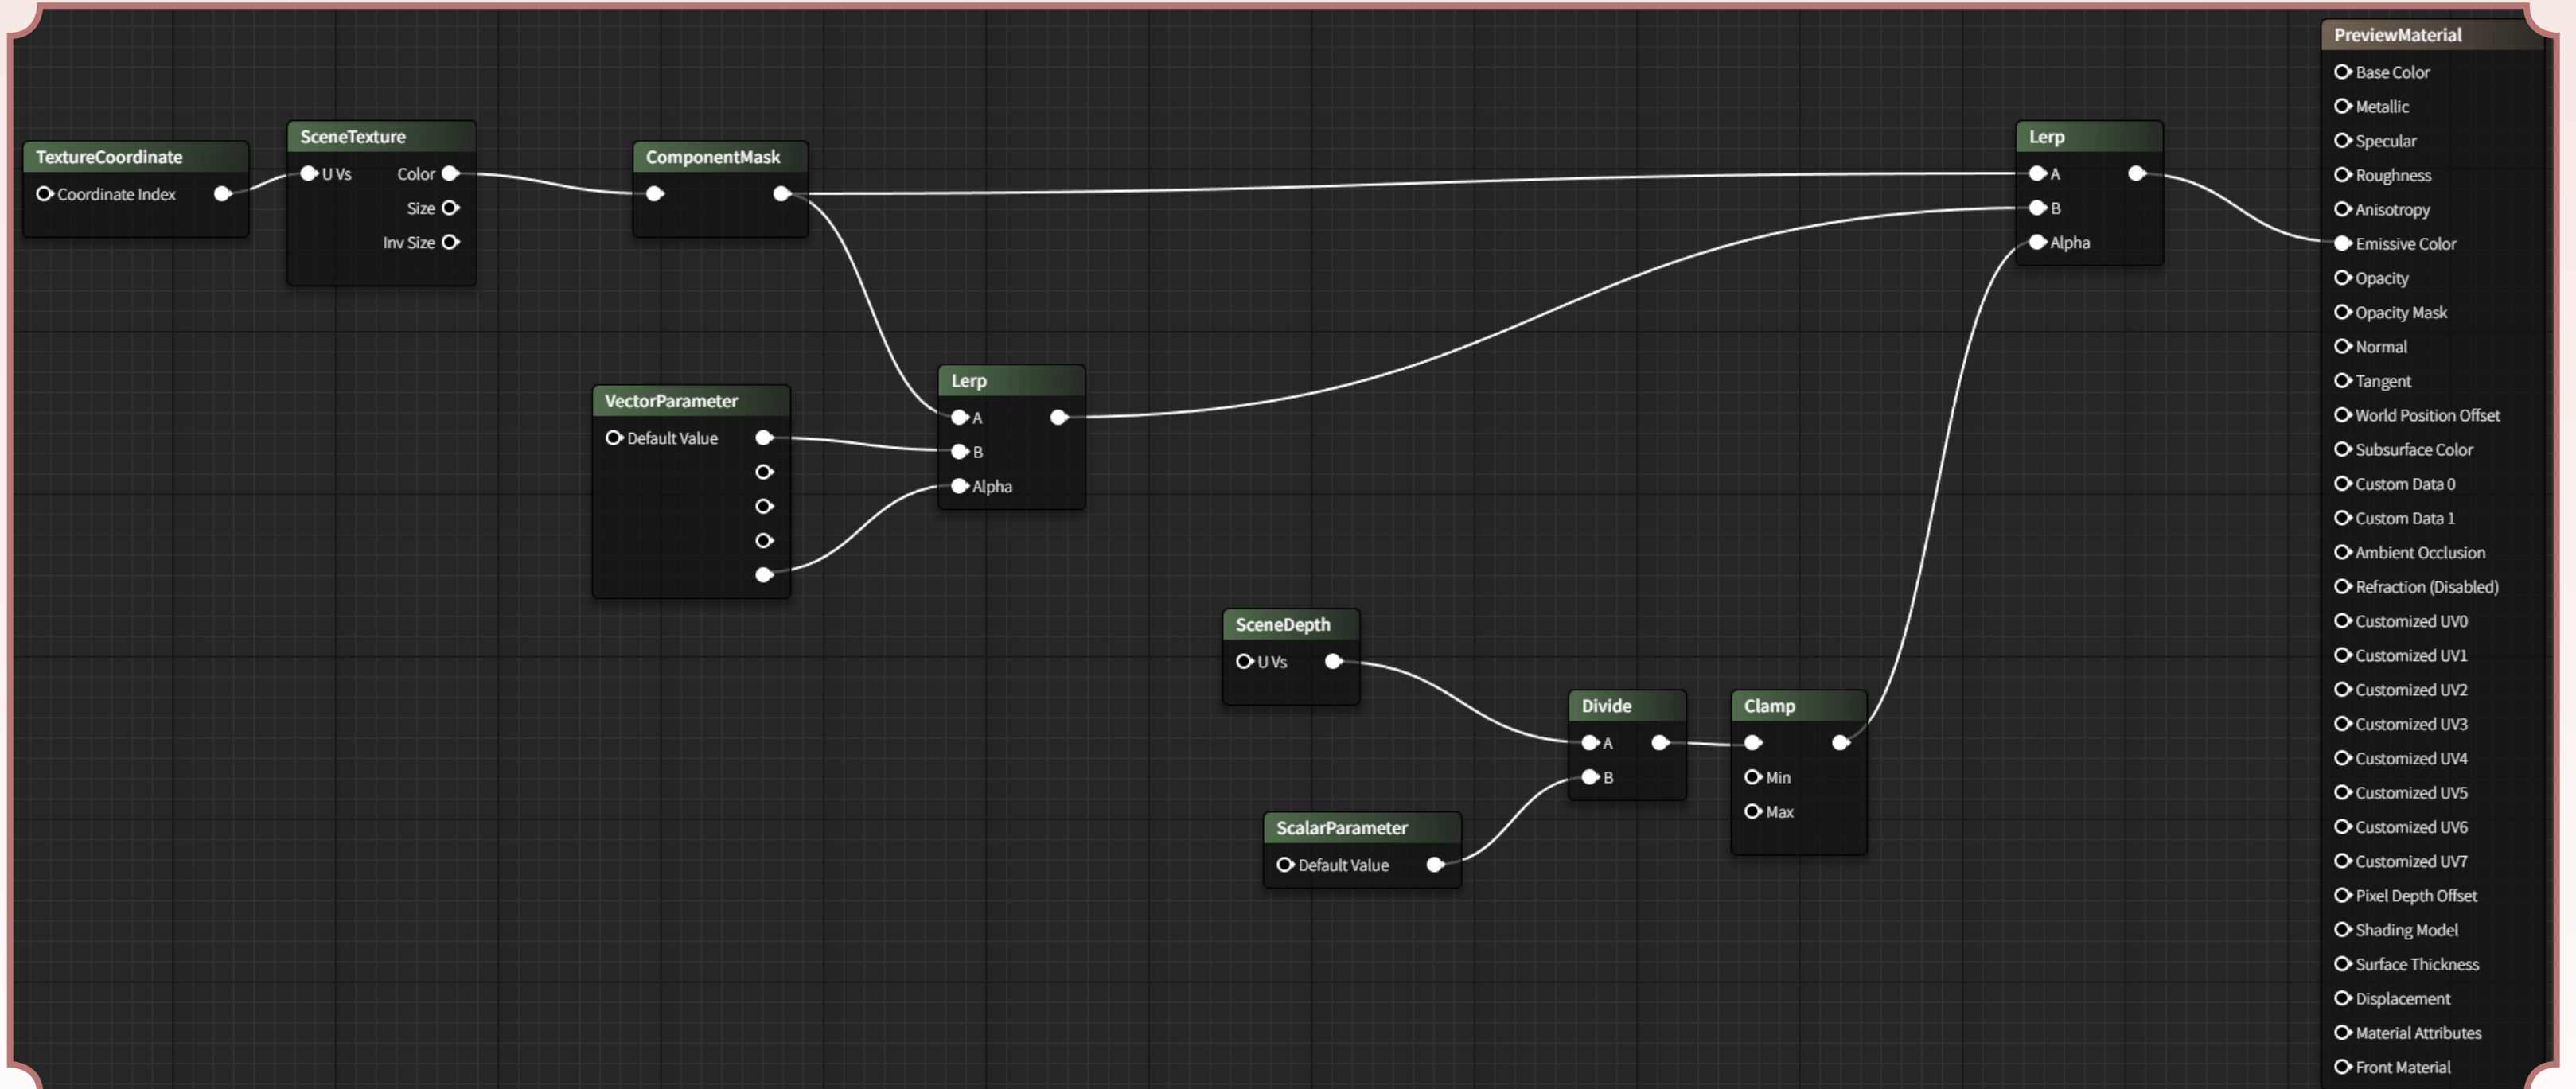 TextureCoordinate
Coordinate Index
SceneTexture
UVs
Color
Size
Inv Size
ComponentMask
VectorParameter
Default Value
Lerp
A
B
Alpha
SceneDepth
UVs
ScalarParameter
Default Value
Divide
A
B
Clamp
Min
Max
Lerp
A
B
Alpha
PreviewMaterial
Base Color
Metallic
Specular
Roughness
Anisotropy
Emissive Color
Opacity
Opacity Mask
Normal
Tangent
World Position Offset
Subsurface Color
Custom Data 0
Custom Data 1
Ambient Occlusion
Refraction (Disabled)
Customized UV0
Customized UV1
Customized UV2
Customized UV3
Customized UV4
Customized UV5
Customized UV6
Customized UV7
Pixel Depth Offset
Shading Model
Surface Thickness
Displacement
Material Attributes
Front Material